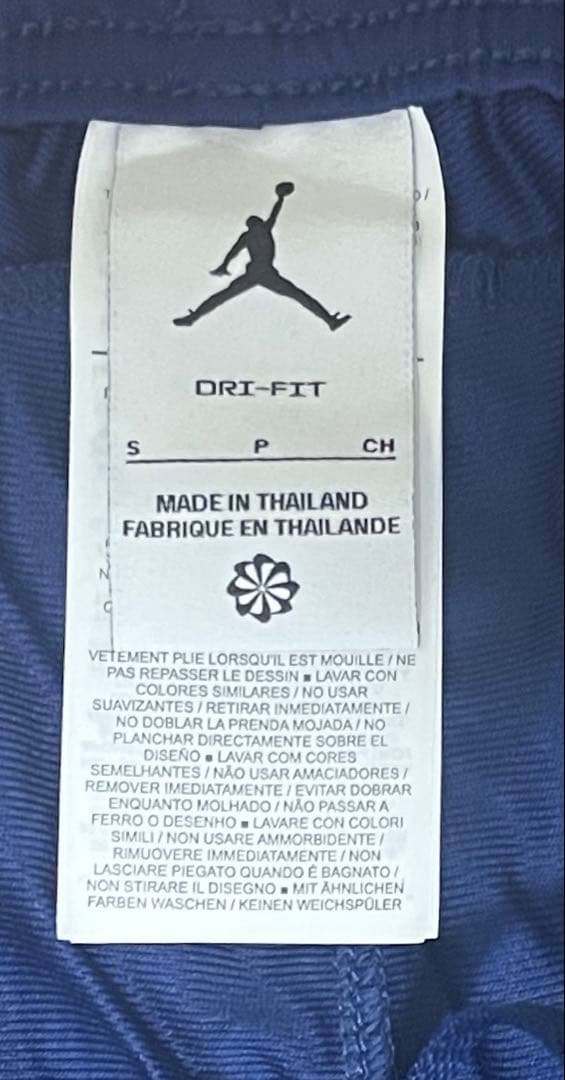 DRI-FIT
S P CH
MADE IN THAILAND
FABRIQUE EN THAILANDE
VETEMENT PLIE LORSQU'IL EST MOUILLE / NE
PAS REPASSER LE DESSIN ■ LAVAR CON
COLORES SIMILARES / NO USAR
SUAVIZANTES / RETIRAR INMEDIATAMENTE /
NO DOBLAR LA PRENDA MOJADA / NO
PLANCHAR DIRECTAMENTE SOBRE EL
DISEÑO ■ LAVAR COM CORES
SEMELHANTES / NÃO USAR AMACIADORES /
REMOVER IMEDIATAMENTE / EVITAR DOBRAR
ENQUANTO MOLHADO / NÃO PASSAR A
FERRO O DESENHO ■ LAVARE CON COLORI
SIMILI / NON USARE AMMORBIDENTE /
RIMUOVERE IMMEDIATAMENTE / NON
LASCIARE PIEGATO QUANDO É BAGNATO /
NON STIRARE IL DISEGNO ■ MIT ÄHNLICHEN
FARBEN WASCHEN / KEINEN WEICHSPÜLER